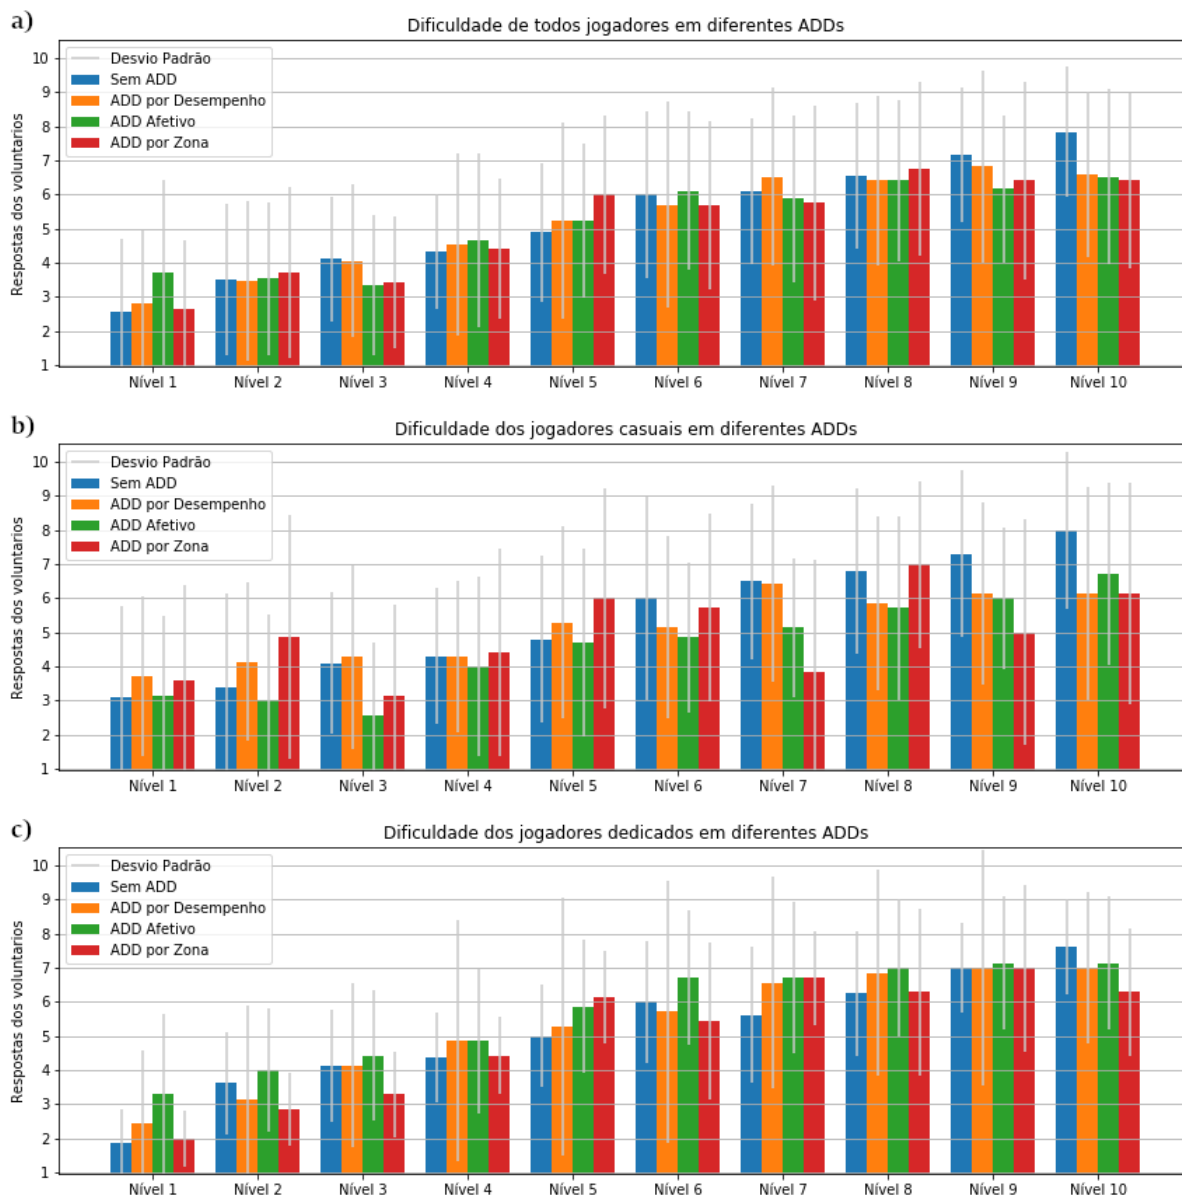 a)
Dificuldade de todos jogadores em diferentes ADDs
Respostas dos voluntarios
10
9
8
7
6
5
4
3
2
1
Desvio Padrão
Sem ADD
ADD por Desempenho
ADD Afetivo
ADD por Zona
Nível 1 Nível 2 Nível 3 Nível 4 Nível 5 Nível 6 Nível 7 Nível 8 Nível 9 Nível 10
b)
Dificuldade dos jogadores casuais em diferentes ADDs
Respostas dos voluntarios
10
9
8
7
6
5
4
3
2
1
Desvio Padrão
Sem ADD
ADD por Desempenho
ADD Afetivo
ADD por Zona
Nível 1 Nível 2 Nível 3 Nível 4 Nível 5 Nível 6 Nível 7 Nível 8 Nível 9 Nível 10
c)
Dificuldade dos jogadores dedicados em diferentes ADDs
Respostas dos voluntarios
10
9
8
7
6
5
4
3
2
1
Desvio Padrão
Sem ADD
ADD por Desempenho
ADD Afetivo
ADD por Zona
Nível 1 Nível 2 Nível 3 Nível 4 Nível 5 Nível 6 Nível 7 Nível 8 Nível 9 Nível 10